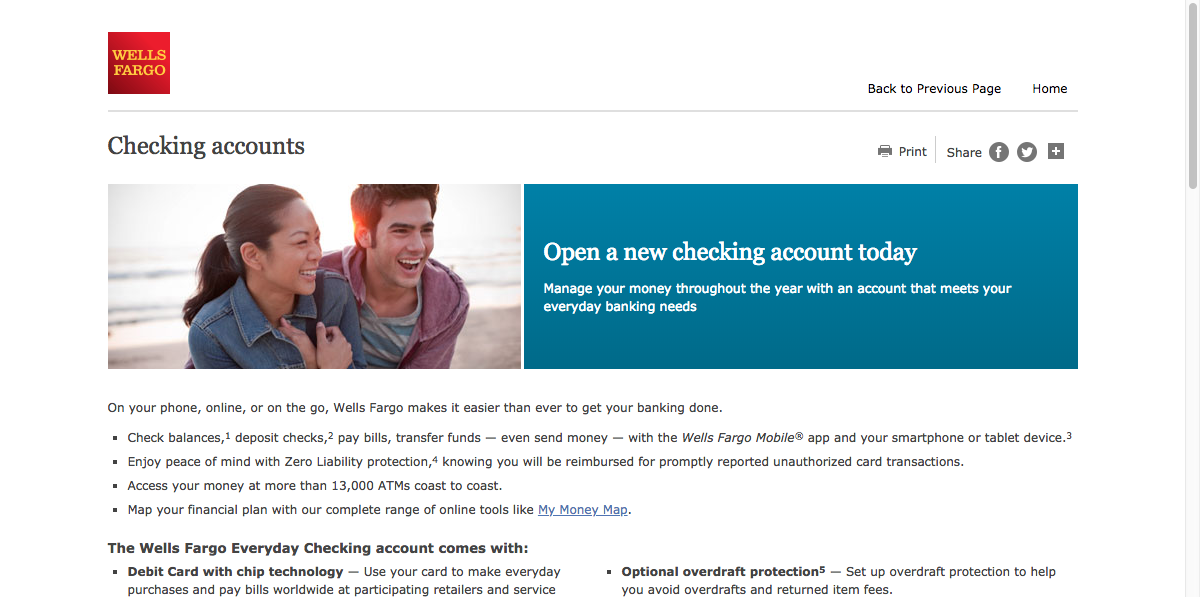 WELLS
FARGO
Back to Previous Page Home
Checking accounts
Print Share
Open a new checking account today
Manage your money throughout the year with an account that meets your
everyday banking needs
On your phone, online, or on the go, Wells Fargo makes it easier than ever to get your banking done.
▪ Check balances,¹ deposit checks,² pay bills, transfer funds — even send money — with the Wells Fargo Mobile® app and your smartphone or tablet device.³
▪ Enjoy peace of mind with Zero Liability protection,⁴ knowing you will be reimbursed for promptly reported unauthorized card transactions.
▪ Access your money at more than 13,000 ATMs coast to coast.
▪ Map your financial plan with our complete range of online tools like My Money Map.
The Wells Fargo Everyday Checking account comes with:
▪ Debit Card with chip technology — Use your card to make everyday
purchases and pay bills worldwide at participating retailers and service
▪ Optional overdraft protection⁵ — Set up overdraft protection to help
you avoid overdrafts and returned item fees.